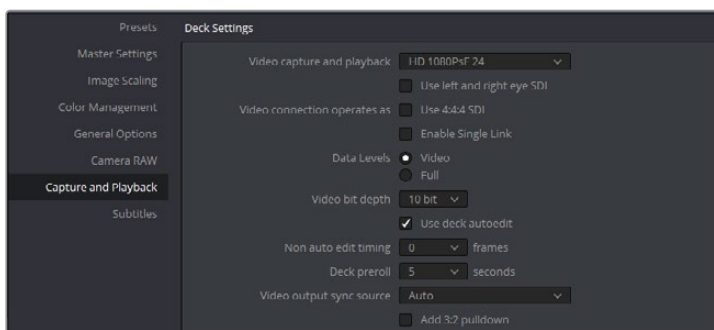 Presets
Master Settings
Image Scaling
Color Management
General Options
Camera RAW
Capture and Playback
Subtitles
Deck Settings
Video capture and playback HD 1080PsF 24
Use left and right eye SDI
Video connection operates as Use 4:4:4 SDI
Enable Single Link
Data Levels Video
Full
Video bit depth 10 bit
Use deck autoedit
Non auto edit timing 0 frames
Deck preroll 5 seconds
Video output sync source Auto
Add 3:2 pulldown